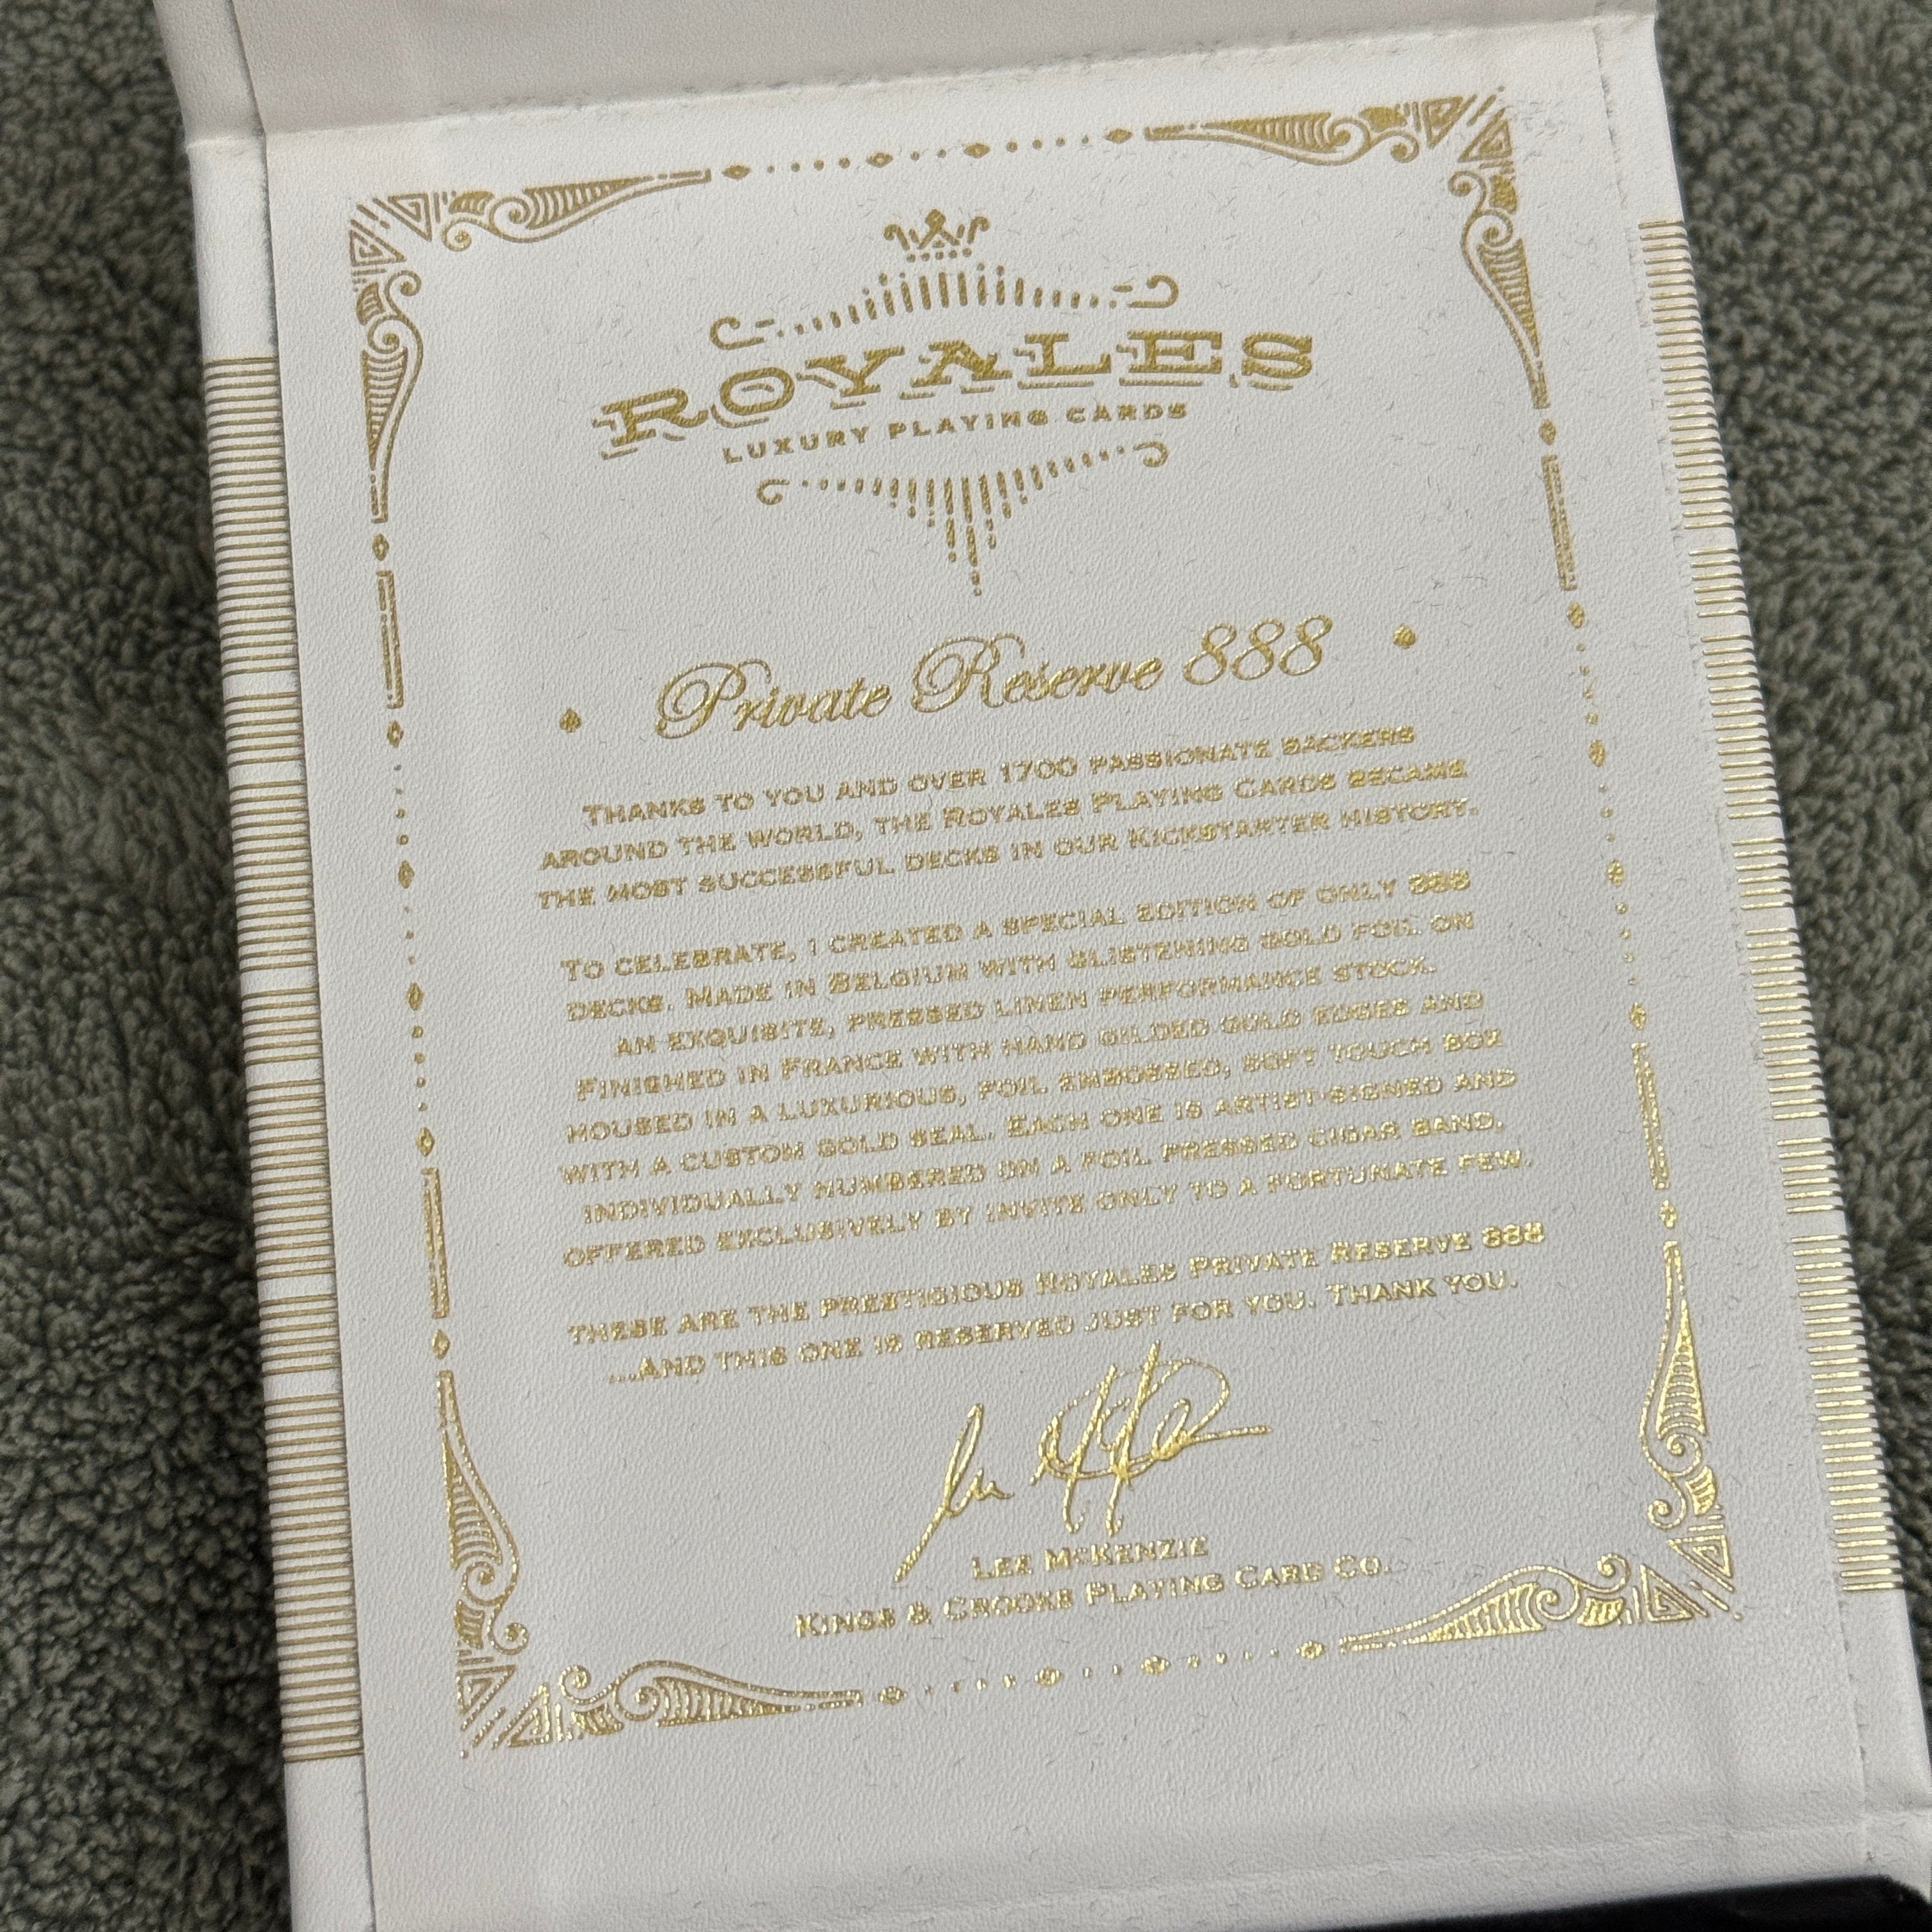 ROYALES
LUXURY PLAYING CARDS
Private Reserve 888
THANKS TO YOU AND OVER 1700 PASSIONATE BACKERS
AROUND THE WORLD, THE ROYALES PLAYING CARDS BECAME
THE MOST SUCCESSFUL DECKS IN OUR KICKSTARTER HISTORY.
TO CELEBRATE, I CREATED A SPECIAL EDITION OF ONLY 888
DECKS. MADE IN BELGIUM WITH GLISTENING GOLD FOIL ON
AN EXQUISITE, PRESSED LINEN PERFORMANCE STOCK.
FINISHED IN FRANCE WITH HAND GILDED GOLD EDGES AND
HOUSED IN A LUXURIOUS, FOIL EMBOSSED, SOFT TOUCH BOX
WITH A CUSTOM GOLD SEAL. EACH ONE IS ARTIST-SIGNED AND
INDIVIDUALLY NUMBERED ON A FOIL PRESSED CIGAR BAND.
OFFERED EXCLUSIVELY BY INVITE ONLY TO A FORTUNATE FEW.
THESE ARE THE PRESTIGIOUS ROYALES PRIVATE RESERVE 888
...AND THIS ONE IS RESERVED JUST FOR YOU. THANK YOU.
LEE MCKENZIE
KINGS & CROOKS PLAYING CARD CO.